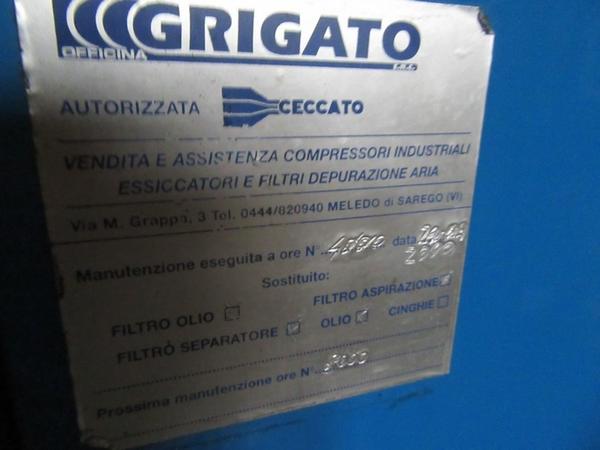 GRIGATO
OFFICINA s.r.l.
AUTORIZZATA CECCATO
VENDITA E ASSISTENZA COMPRESSORI INDUSTRIALI
ESSICCATORI E FILTRI DEPURAZIONE ARIA
Via M. Grappa, 3 Tel. 0444/820940 MELEDO di SAREGO (VI)
Manutenzione eseguita a ore N° data
Sostituito:
FILTRO OLIO FILTRO ASPIRAZIONE
FILTRO SEPARATORE OLIO CINGHIE
Prossima manutenzione ore N°